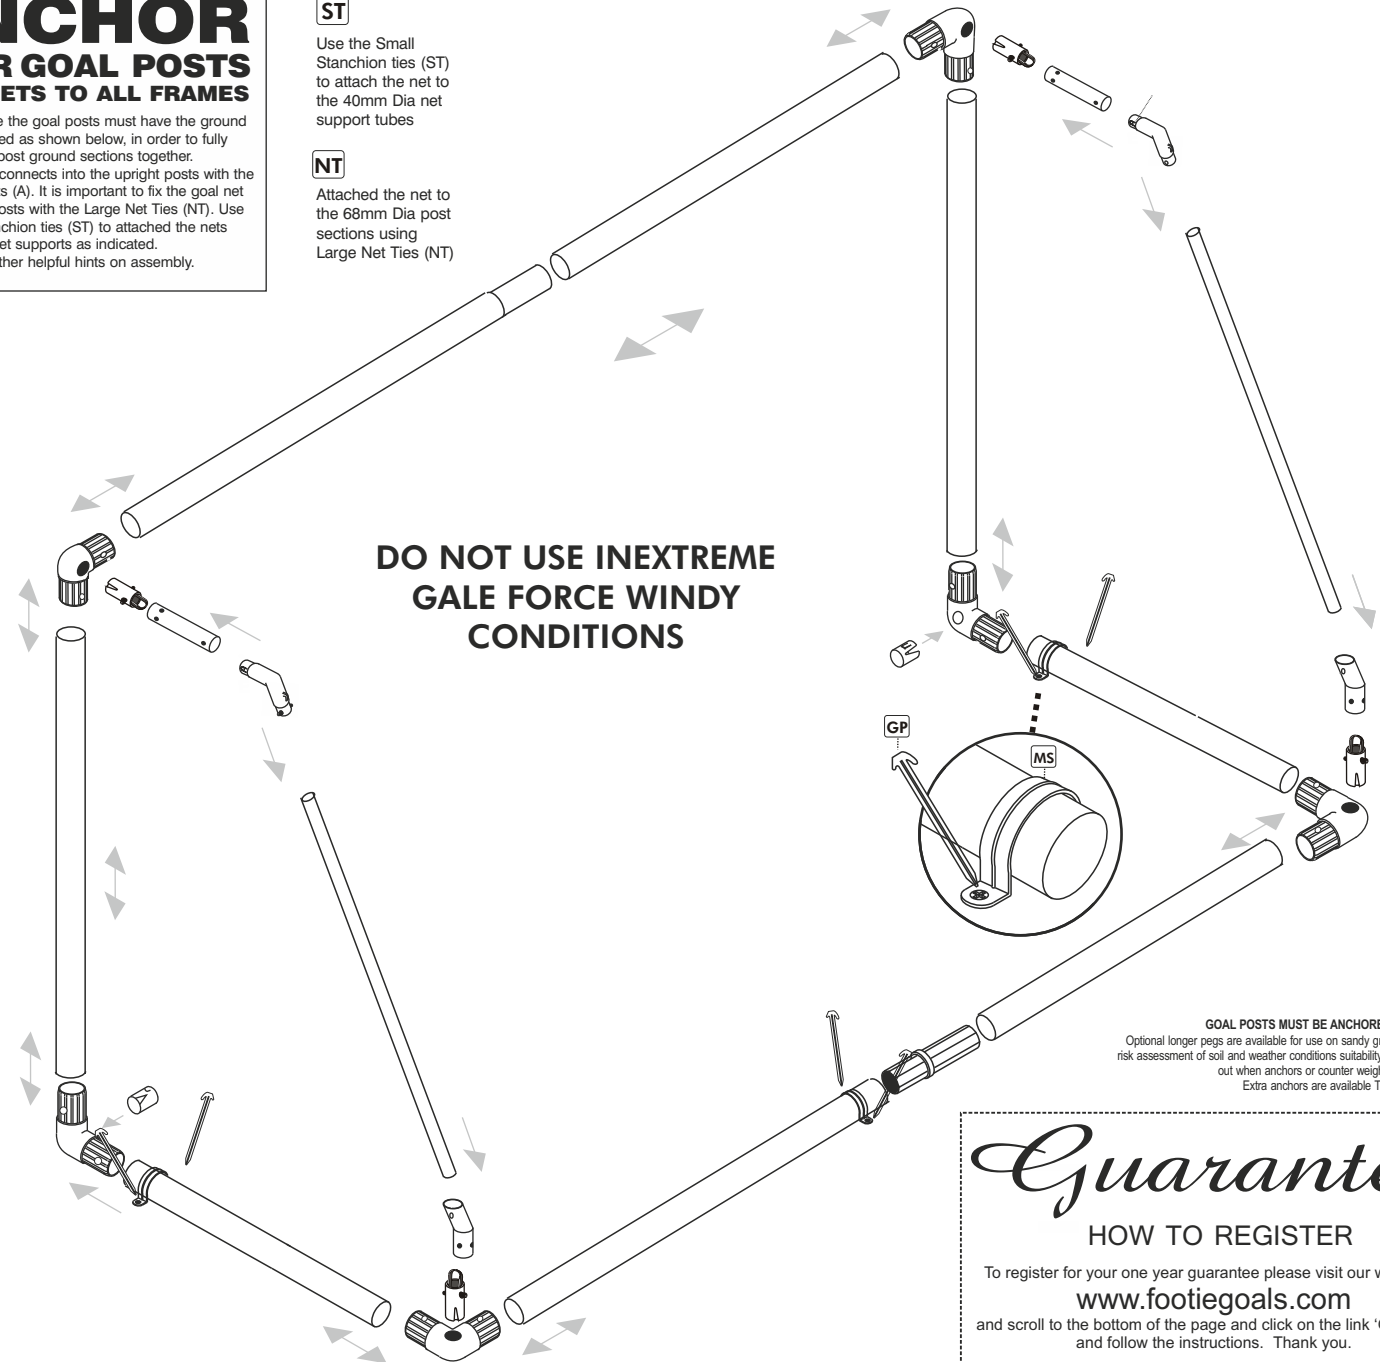 NCHOR
R GOAL POSTS
ETS TO ALL FRAMES
e the goal posts must have the ground
ed as shown below, in order to fully
post ground sections together.
connects into the upright posts with the
s (A). It is important to fix the goal net
osts with the Large Net Ties (NT). Use
chion ties (ST) to attached the nets
et supports as indicated.
ther helpful hints on assembly.
ST
Use the Small
Stanchion ties (ST)
to attach the net to
the 40mm Dia net
support tubes
NT
Attached the net to
the 68mm Dia post
sections using
Large Net Ties (NT)
DO NOT USE INEXTREME
GALE FORCE WINDY
CONDITIONS
GP
MS
GOAL POSTS MUST BE ANCHORE
Optional longer pegs are available for use on sandy gr
risk assessment of soil and weather conditions suitability
out when anchors or counter weigh
Extra anchors are available T
Guarante
HOW TO REGISTER
To register for your one year guarantee please visit our w
www.footiegoals.com
and scroll to the bottom of the page and click on the link ‘
and follow the instructions. Thank you.